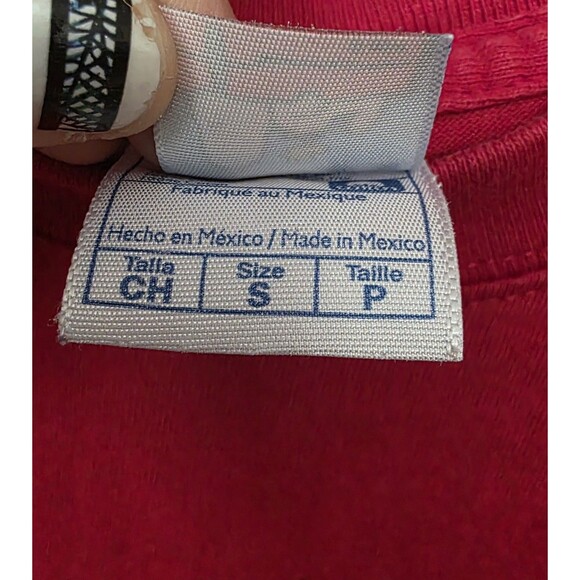 Fabriqué au Mexique
Hecho en México / Made in Mexico
Talla Size Taille
CH S P